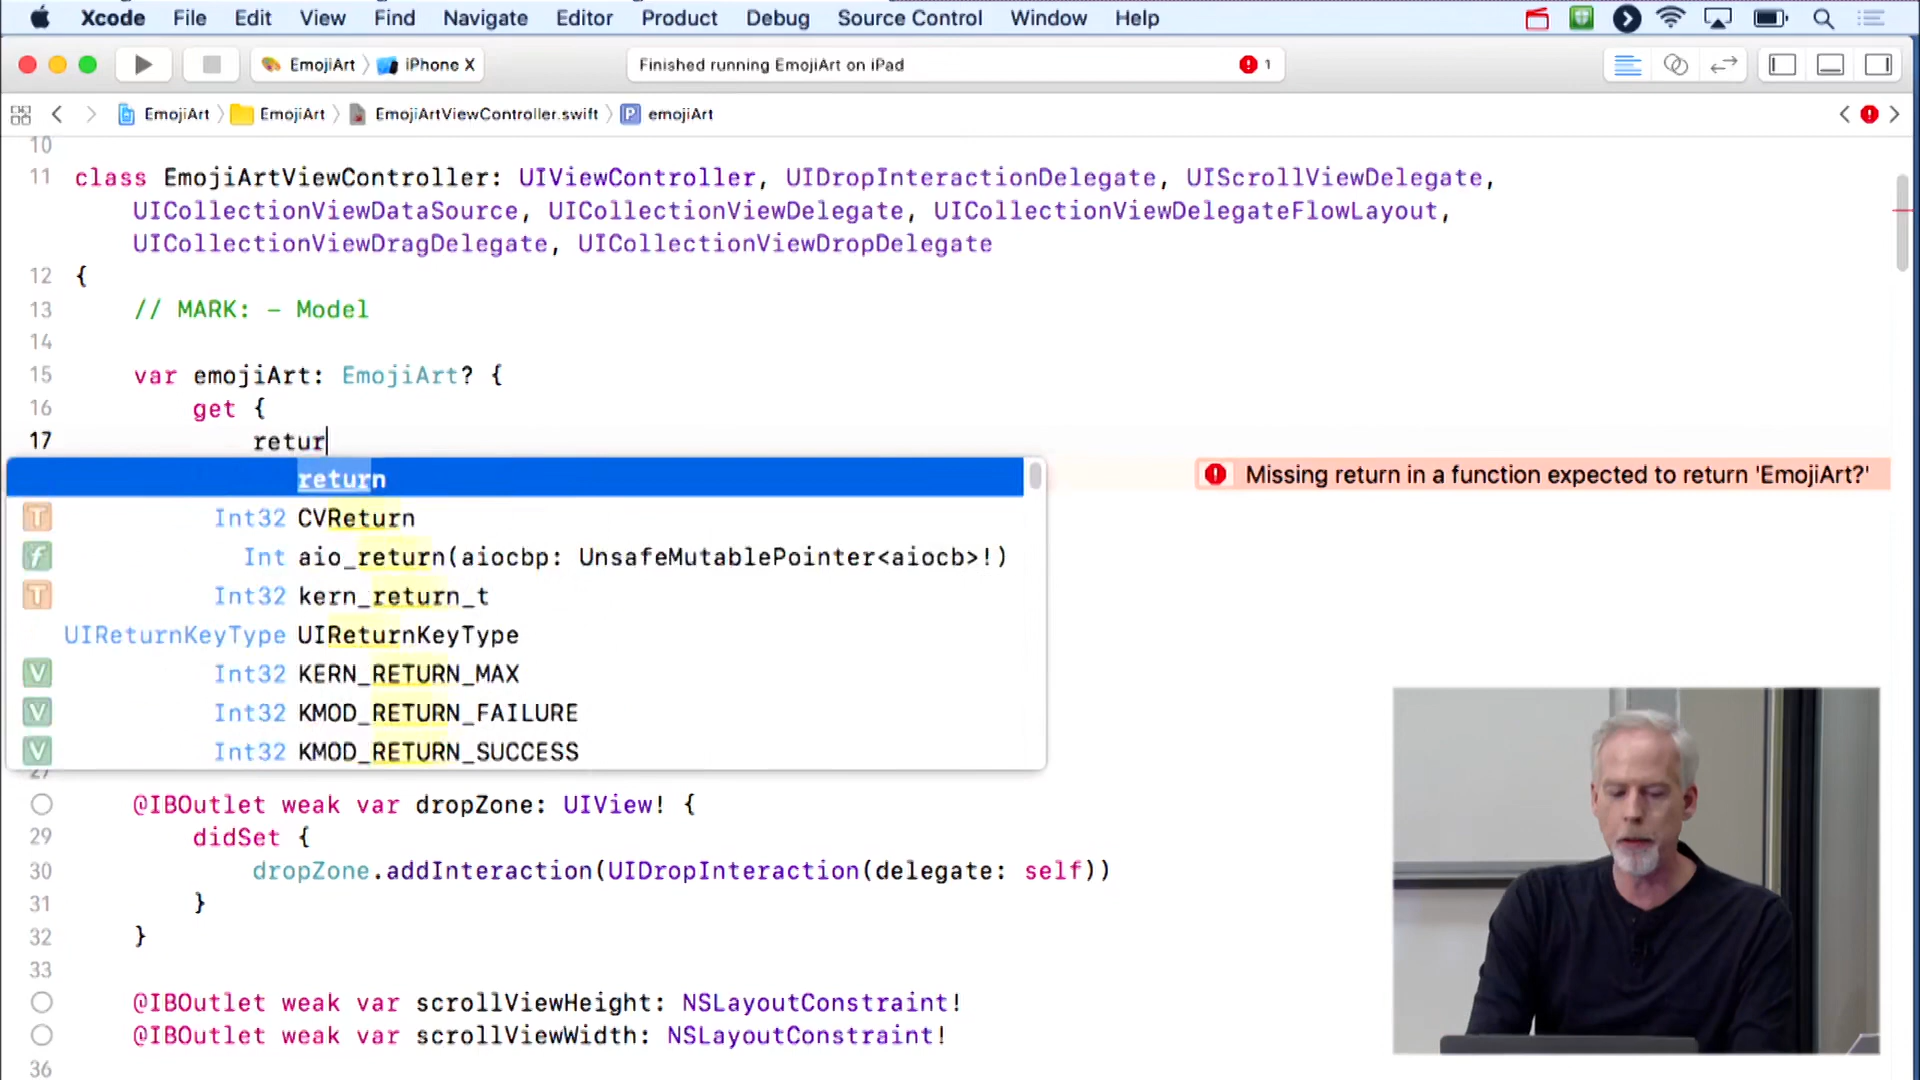 Xcode File Edit View Find Navigate Editor Product Debug Source Control Window Help
EmojiArt iPhone X
Finished running EmojiArt on iPad 1
EmojiArt EmojiArt EmojiArtViewController.swift P emojiArt
10
11 class EmojiArtViewController: UIViewController, UIDropInteractionDelegate, UIScrollViewDelegate,
UICollectionViewDataSource, UICollectionViewDelegate, UICollectionViewDelegateFlowLayout,
UICollectionViewDragDelegate, UICollectionViewDropDelegate
12 {
13 // MARK: - Model
14
15 var emojiArt: EmojiArt? {
16 get {
17 retur
return
Missing return in a function expected to return 'EmojiArt?'
T Int32 CVReturn
f Int aio_return(aiocbp: UnsafeMutablePointer<aiocb>!)
T Int32 kern_return_t
UIReturnKeyType UIReturnKeyType
V Int32 KERN_RETURN_MAX
V Int32 KMOD_RETURN_FAILURE
V Int32 KMOD_RETURN_SUCCESS
27
@IBOutlet weak var dropZone: UIView! {
29 didSet {
30 dropZone.addInteraction(UIDropInteraction(delegate: self))
31 }
32 }
33
@IBOutlet weak var scrollViewHeight: NSLayoutConstraint!
@IBOutlet weak var scrollViewWidth: NSLayoutConstraint!
36